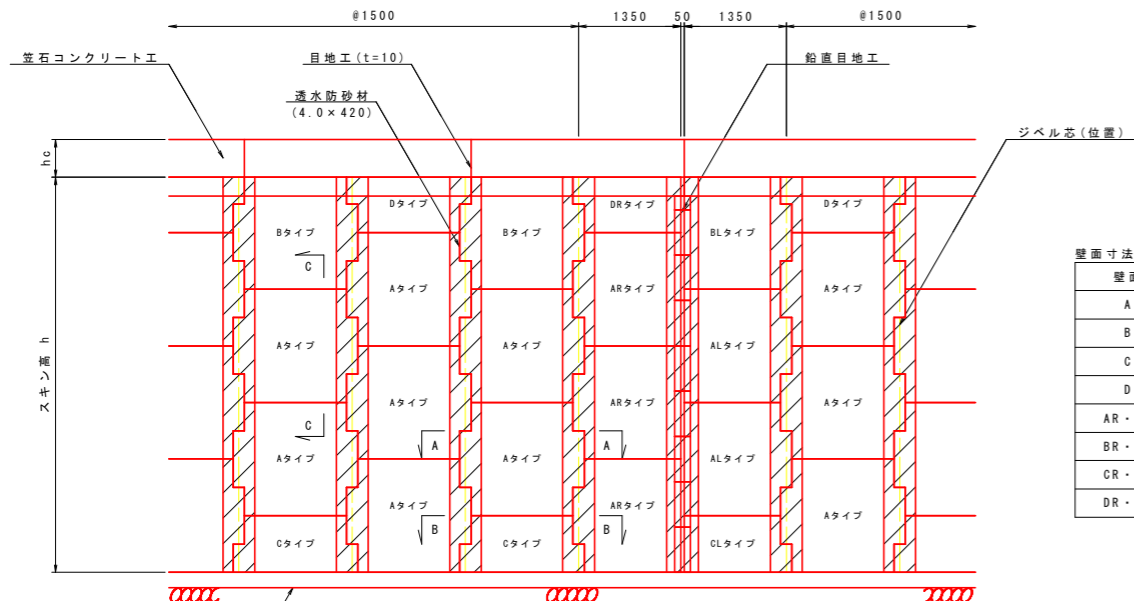 @1500 1350 50 1350 @1500
笠石コンクリート工 目地工(t=10) 鉛直目地工
透水防砂材
(4.0×420)
ジベル芯(位置)
hc
スキン高 h
Dタイプ DRタイプ Dタイプ
Bタイプ Bタイプ BLタイプ
C
Aタイプ ARタイプ Aタイプ
Aタイプ Aタイプ ALタイプ
Aタイプ ARタイプ Aタイプ
C
A A
Aタイプ Aタイプ ALタイプ
Aタイプ ARタイプ Aタイプ
B B
Cタイプ Cタイプ CLタイプ
壁面寸法
壁面
A
B
C
D
AR・
BR・
CR・
DR・